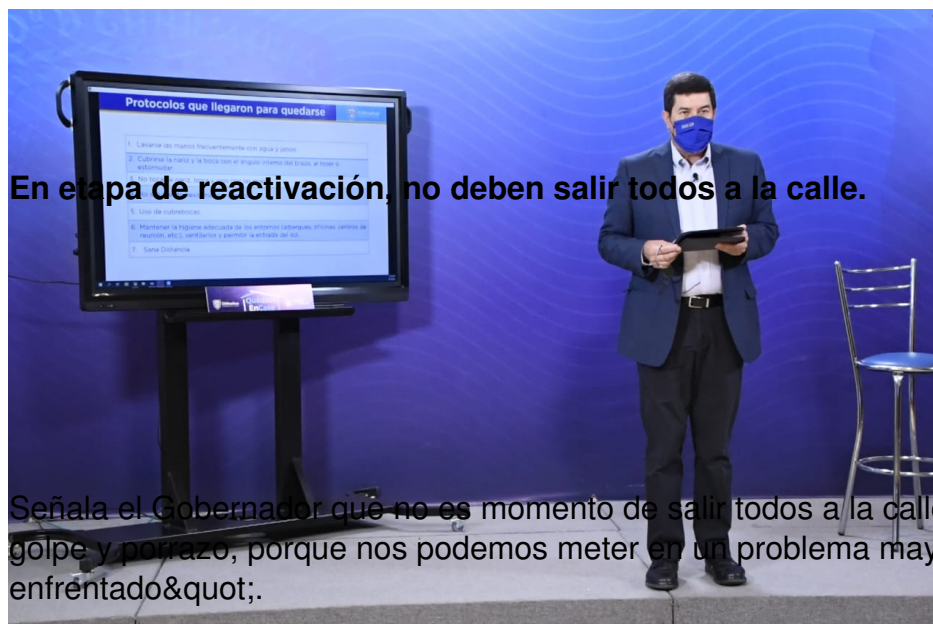 Protocolos que llegaron para quedarse
1. Lavarse las manos frecuentemente con agua y jabón.
2. Cubrirse la nariz y la boca con el ángulo interno del brazo, al toser o
estornudar.
En etapa de reactivación, no deben salir todos a la calle.
5. Uso de cubrebocas.
6. Mantener la higiene adecuada de los entornos (albergues, oficinas, centros de
reunión, etc.), ventilarlos y permitir la entrada del sol.
7. Sana Distancia
Señala el Gobernador que no es momento de salir todos a la calle
golpe y porrazo, porque nos podemos meter en un problema may
enfrentado&quot;.